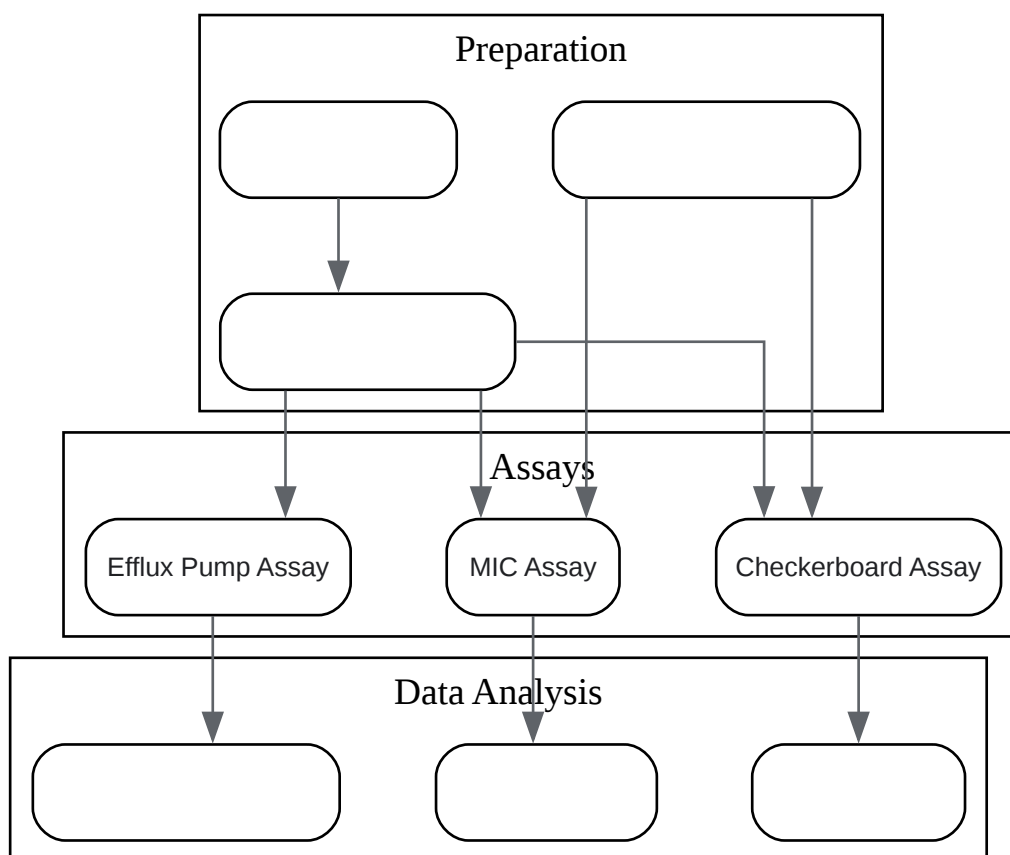 Preparation
Assays
Efflux Pump Assay
MIC Assay
Checkerboard Assay
Data Analysis